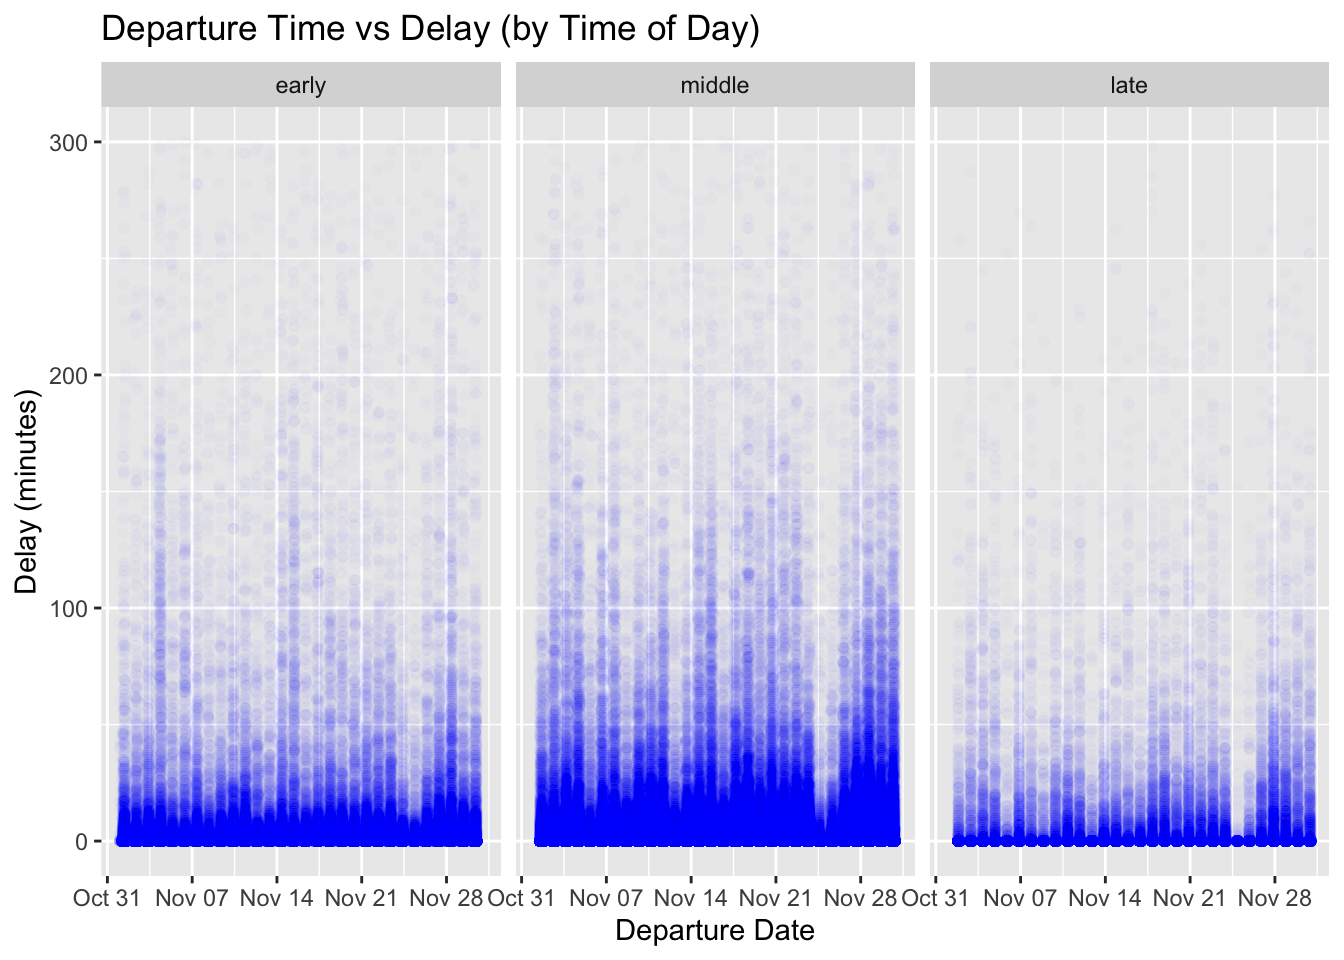 Departure Time vs Delay (by Time of Day)
early middle late
300
200
100
0
Delay (minutes)
Oct 31 Nov 07 Nov 14 Nov 21 Nov 28 Oct 31 Nov 07 Nov 14 Nov 21 Nov 28 Oct 31 Nov 07 Nov 14 Nov 21 Nov 28
Departure Date